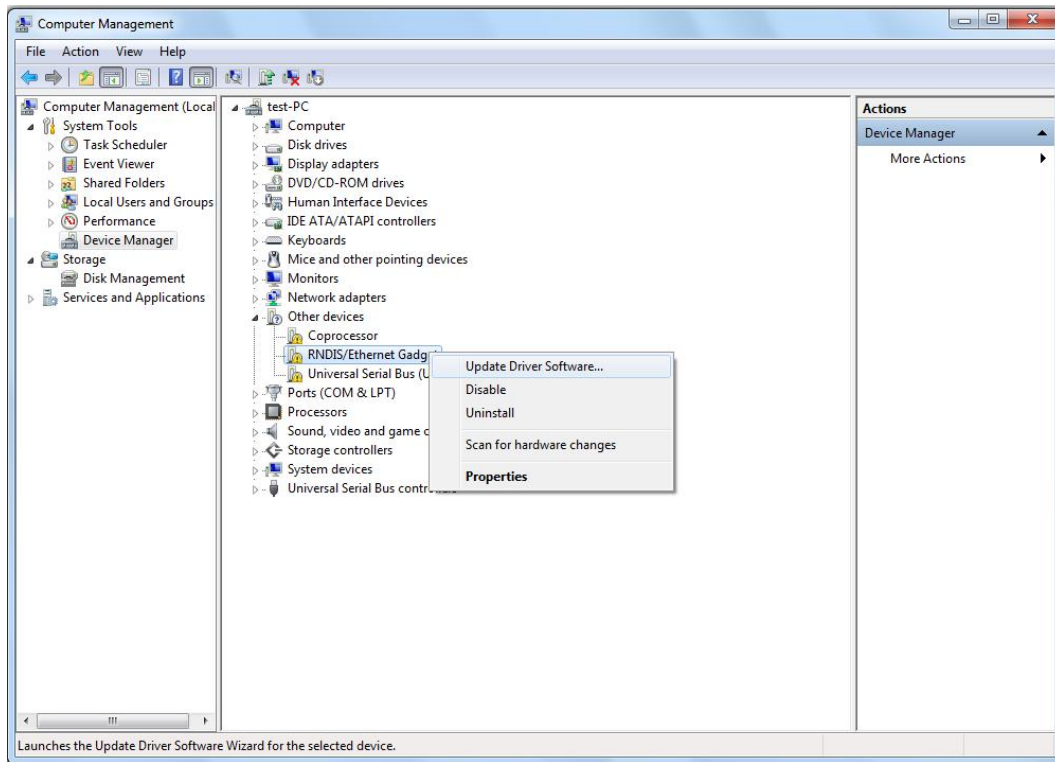 Computer Management
File Action View Help
Computer Management (Local
System Tools
Task Scheduler
Event Viewer
Shared Folders
Local Users and Groups
Performance
Device Manager
Storage
Disk Management
Services and Applications
test-PC
Computer
Disk drives
Display adapters
DVD/CD-ROM drives
Human Interface Devices
IDE ATA/ATAPI controllers
Keyboards
Mice and other pointing devices
Monitors
Network adapters
Other devices
Coprocessor
RNDIS/Ethernet Gadg
Universal Serial Bus (U
Ports (COM & LPT)
Processors
Sound, video and game c
Storage controllers
System devices
Universal Serial Bus contr
Update Driver Software...
Disable
Uninstall
Scan for hardware changes
Properties
Actions
Device Manager
More Actions
Launches the Update Driver Software Wizard for the selected device.